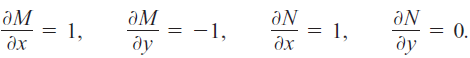 ∂M/∂x = 1, ∂M/∂y = −1, ∂N/∂x = 1, ∂N/∂y = 0.